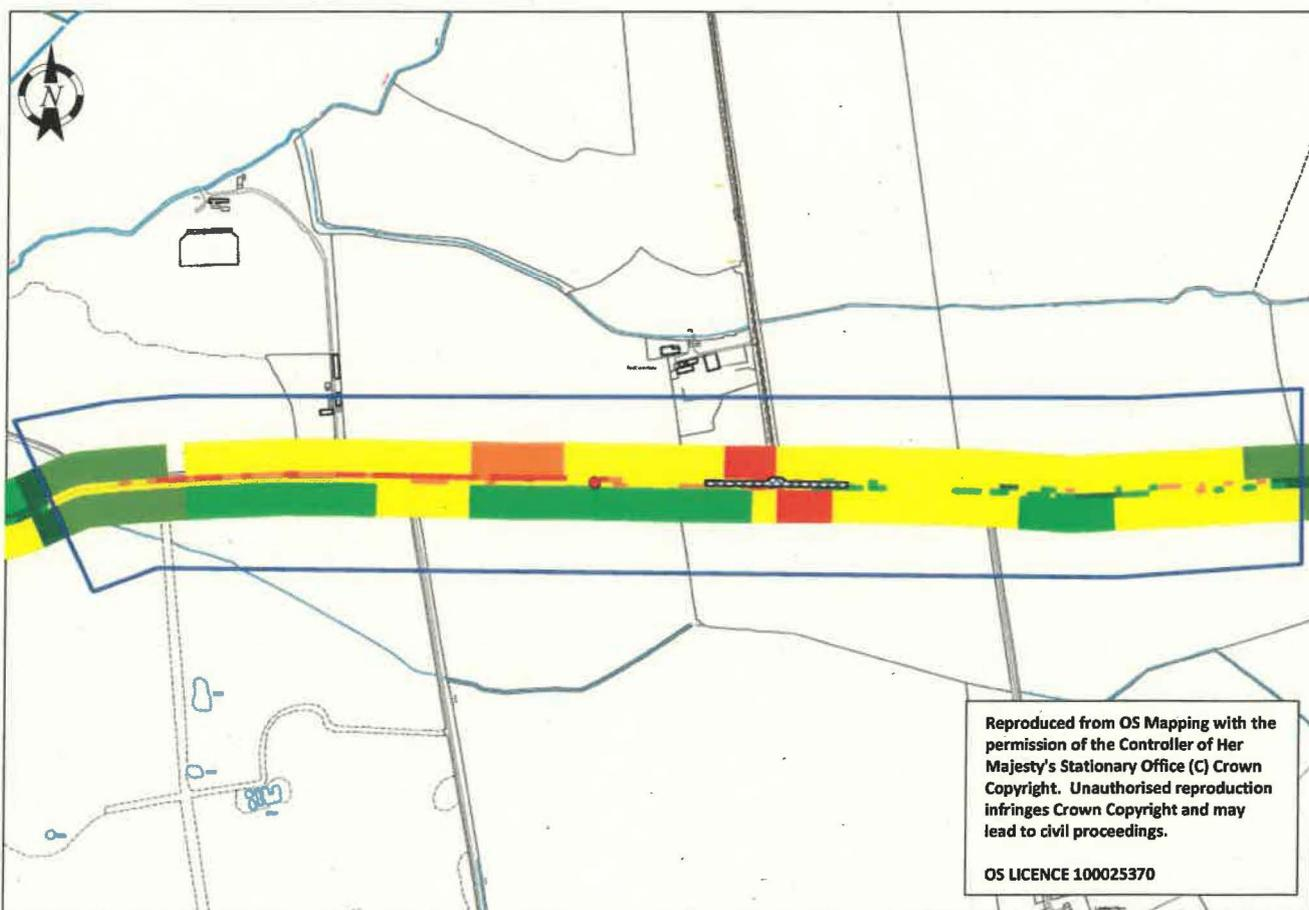 N
Reproduced from OS Mapping with the
permission of the Controller of Her
Majesty's Stationary Office (C) Crown
Copyright. Unauthorised reproduction
infringes Crown Copyright and may
lead to civil proceedings.
OS LICENCE 100025370